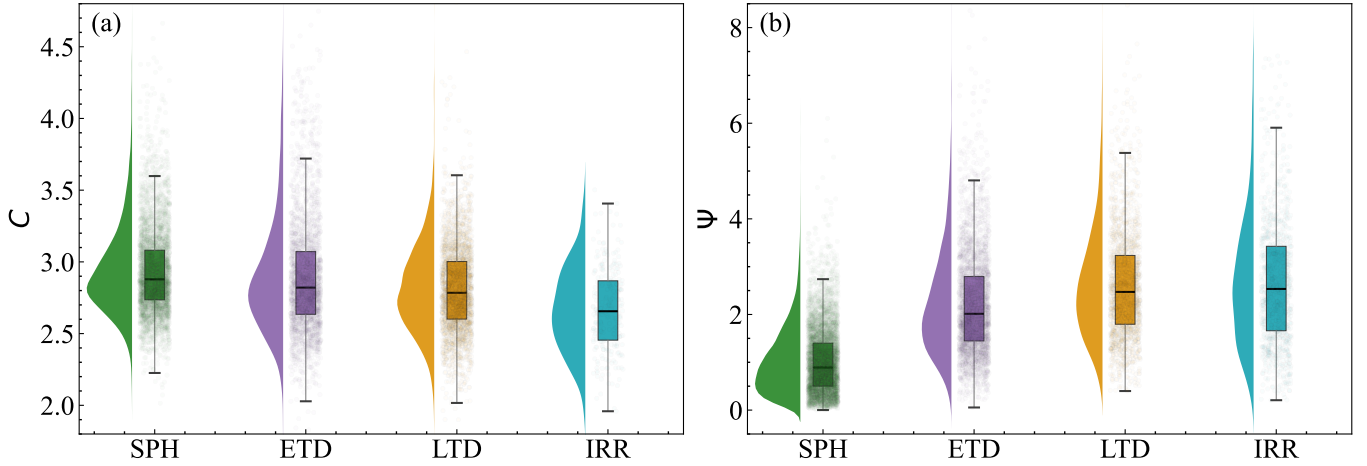 (a)
C
4.5
4.0
3.5
3.0
2.5
2.0
SPH ETD LTD IRR
(b)
Ψ
8
6
4
2
0
SPH ETD LTD IRR